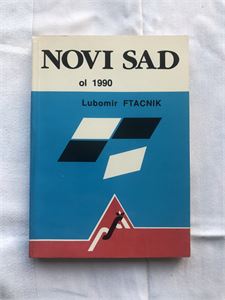 NOVI SAD
ol 1990
Lubomir FTACNIK